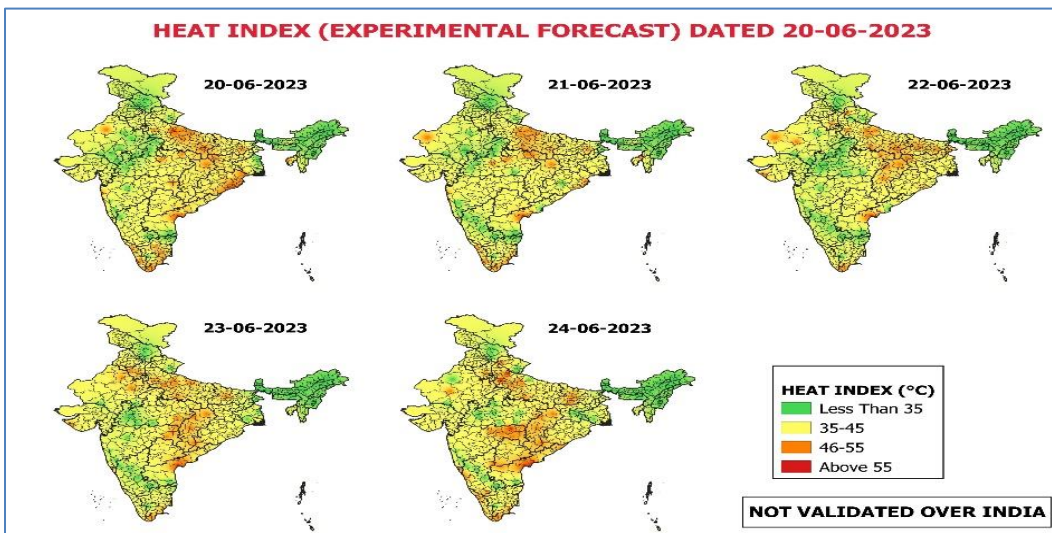 HEAT INDEX (EXPERIMENTAL FORECAST) DATED 20-06-2023
20-06-2023
21-06-2023
22-06-2023
23-06-2023
24-06-2023
HEAT INDEX (°C)
Less Than 35
35-45
46-55
Above 55
NOT VALIDATED OVER INDIA